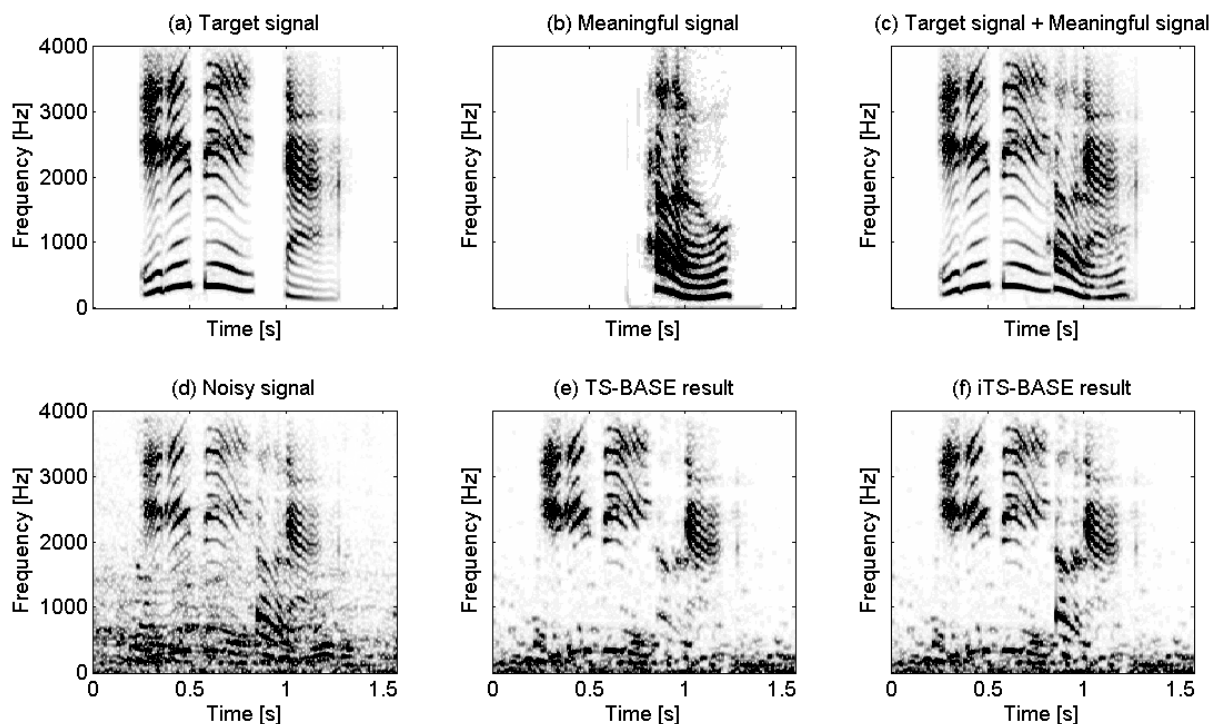 (a) Target signal
(b) Meaningful signal
(c) Target signal + Meaningful signal
4000
3000
2000
1000
0
Frequency [Hz]
Frequency [Hz]
Frequency [Hz]
Time [s]
Time [s]
Time [s]
(d) Noisy signal
(e) TS-BASE result
(f) iTS-BASE result
4000
3000
2000
1000
0
Frequency [Hz]
Frequency [Hz]
Frequency [Hz]
0 0.5 1 1.5
0 0.5 1 1.5
0 0.5 1 1.5
Time [s]
Time [s]
Time [s]